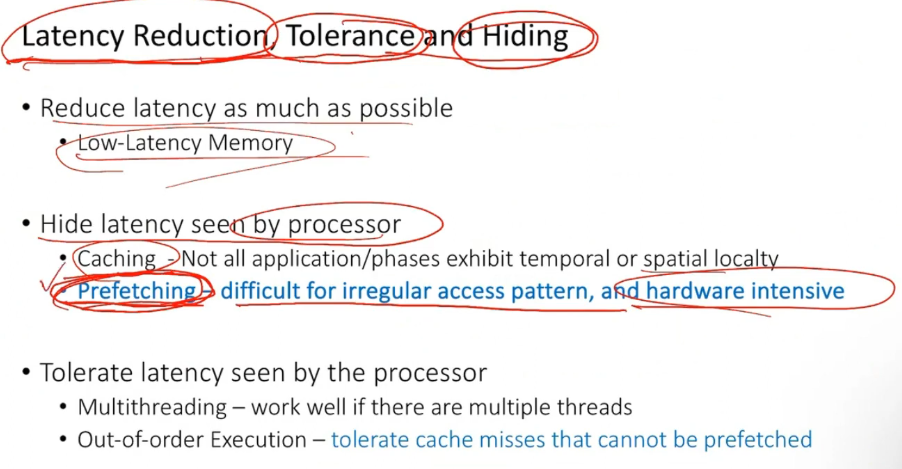 Latency Reduction, Tolerance and Hiding
• Reduce latency as much as possible
• Low-Latency Memory
• Hide latency seen by processor
• Caching - Not all application/phases exhibit temporal or spatial localty
• Prefetching – difficult for irregular access pattern, and hardware intensive
• Tolerate latency seen by the processor
• Multithreading – work well if there are multiple threads
• Out-of-order Execution – tolerate cache misses that cannot be prefetched